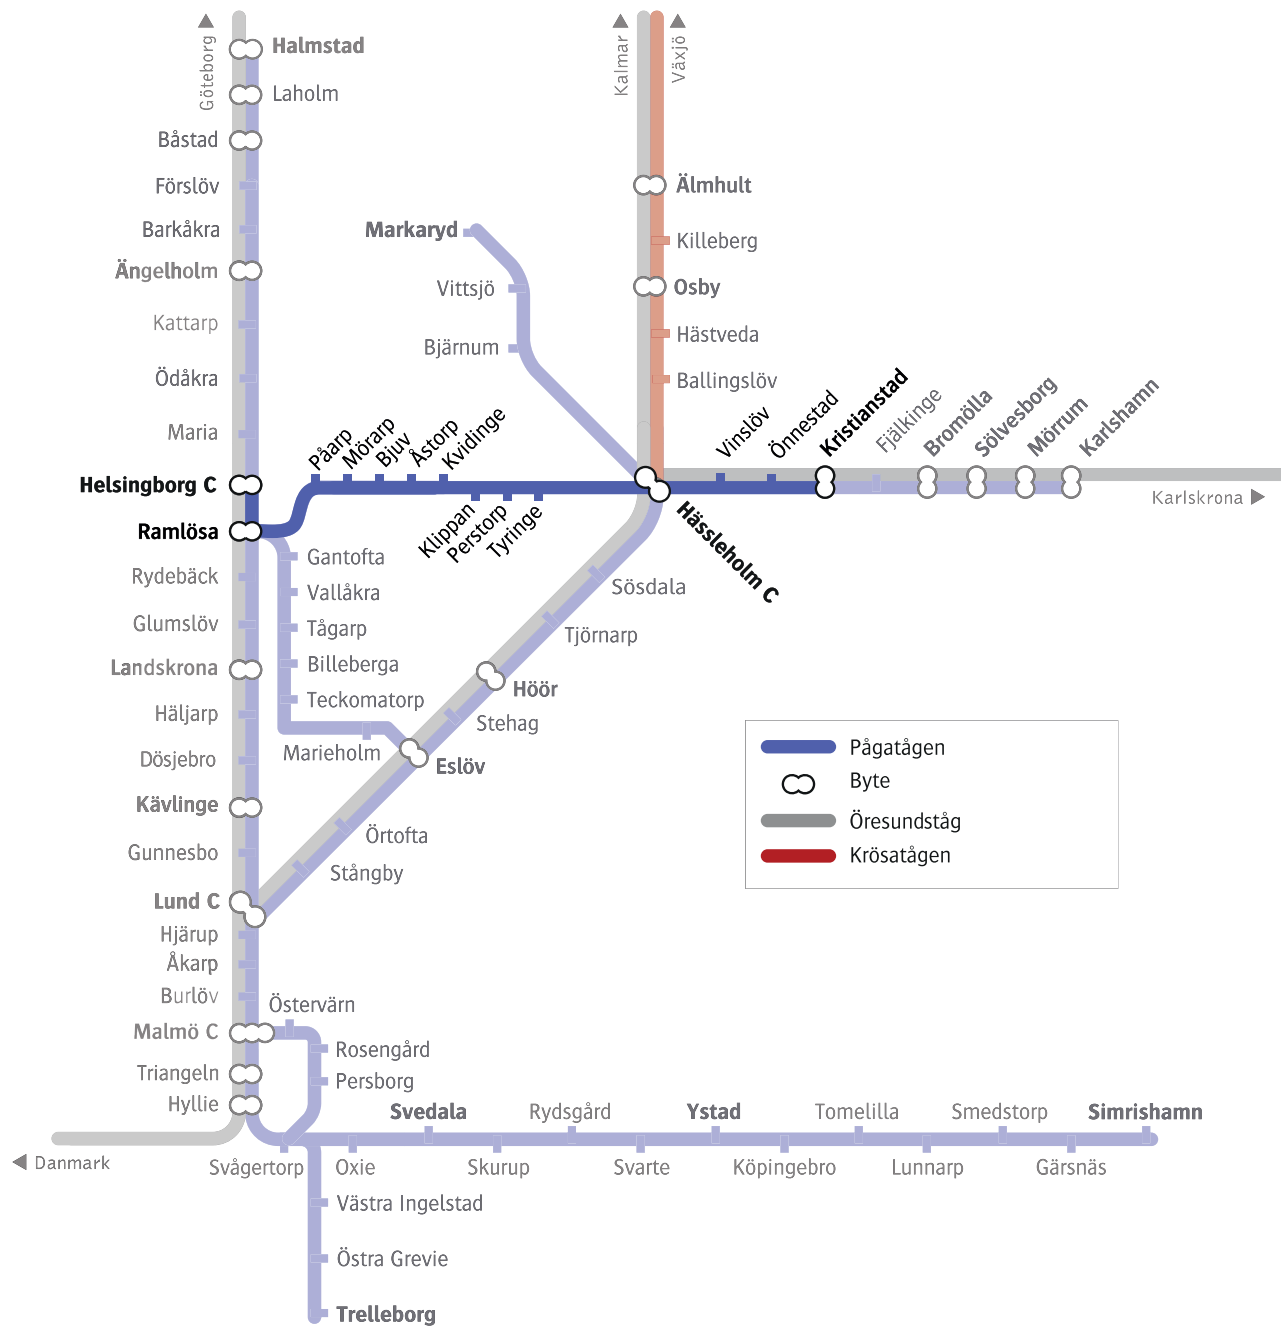 Göteborg
Kalmar
Växjö
Halmstad
Laholm
Båstad
Förslöv
Barkåkra
Ängelholm
Kattarp
Ödåkra
Maria
Helsingborg C
Ramlösa
Rydebäck
Glumslöv
Landskrona
Häljarp
Dösjebro
Kävlinge
Gunnesbo
Lund C
Hjärup
Åkarp
Burlöv
Malmö C
Triangeln
Hyllie
Danmark
Markaryd
Vittsjö
Bjärnum
Älmhult
Killeberg
Osby
Hästveda
Ballingslöv
Påarp
Mörarp
Bjuv
Åstorp
Kvidinge
Klippan
Perstorp
Tyringe
Hässleholm C
Vinslöv
Önnestad
Kristianstad
Fjälkinge
Bromölla
Sölvesborg
Mörrum
Karlshamn
Karlskrona
Gantofta
Vallåkra
Tågarp
Billeberga
Teckomatorp
Marieholm
Sösdala
Tjörnarp
Höör
Stehag
Eslöv
Örtofta
Stångby
Pågatågen
Byte
Öresundståg
Krösatågen
Östervärn
Rosengård
Persborg
Svedala
Rydsgård
Ystad
Tomelilla
Smedstorp
Simrishamn
Svågertorp
Oxie
Skurup
Svarte
Köpingebro
Lunnarp
Gärsnäs
Västra Ingelstad
Östra Grevie
Trelleborg